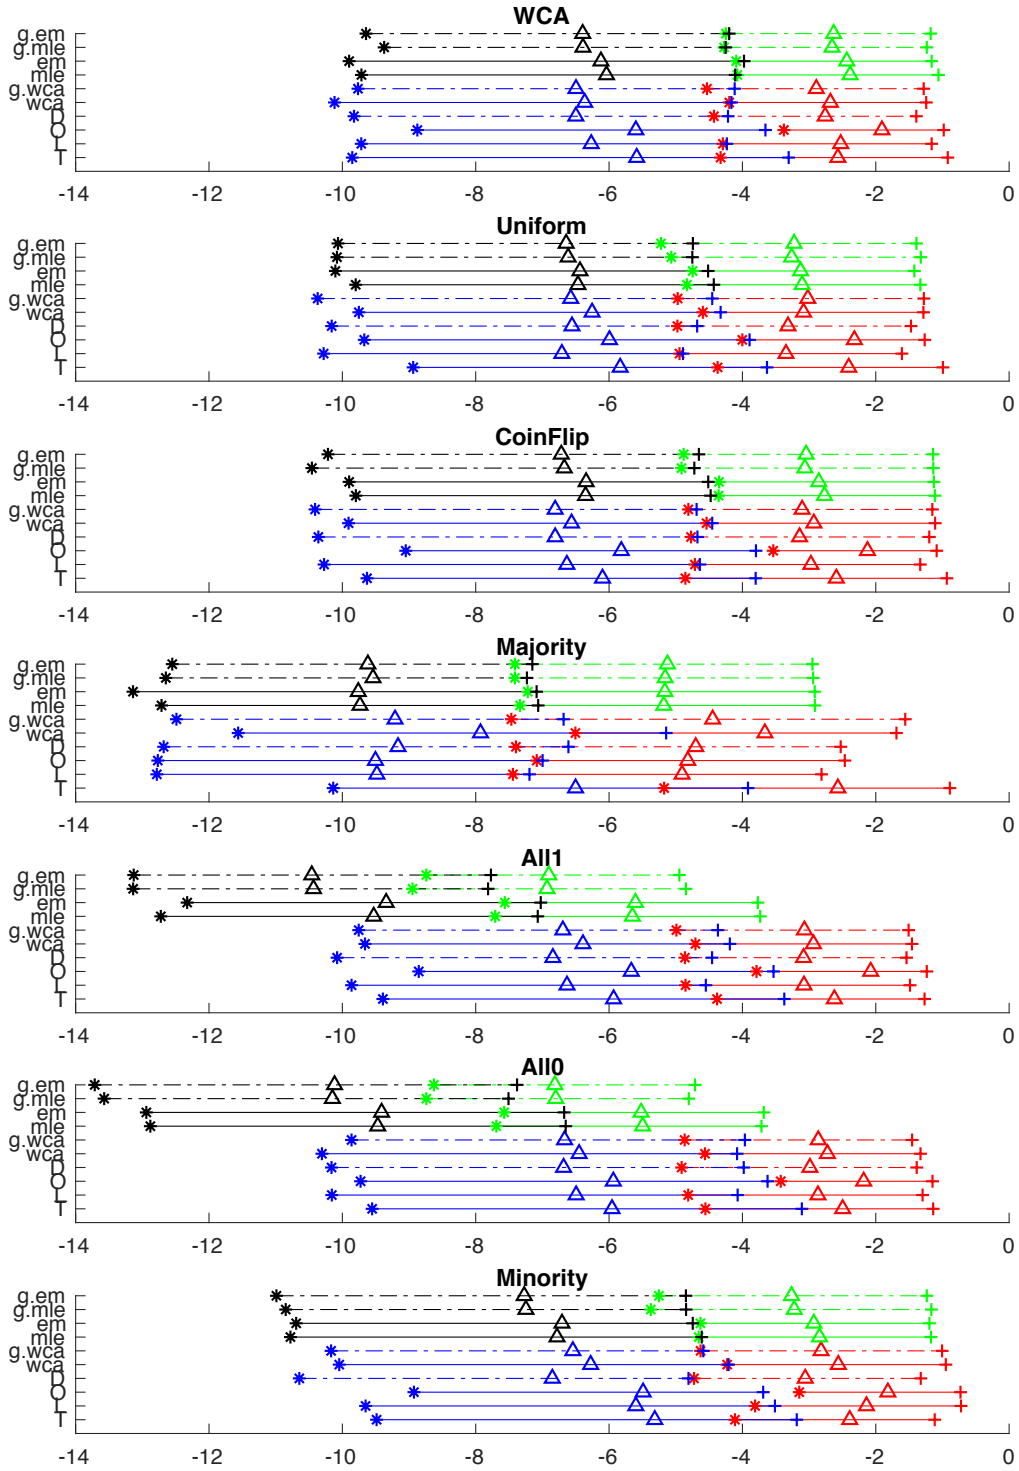 WCA
g.em
g.mle
em
mle
g.wca
wca
D
O
L
T
-14 -12 -10 -8 -6 -4 -2 0
Uniform
g.em
g.mle
em
mle
g.wca
wca
D
O
L
T
-14 -12 -10 -8 -6 -4 -2 0
CoinFlip
g.em
g.mle
em
mle
g.wca
wca
D
O
L
T
-14 -12 -10 -8 -6 -4 -2 0
Majority
g.em
g.mle
em
mle
g.wca
wca
D
O
L
T
-14 -12 -10 -8 -6 -4 -2 0
All1
g.em
g.mle
em
mle
g.wca
wca
D
O
L
T
-14 -12 -10 -8 -6 -4 -2 0
All0
g.em
g.mle
em
mle
g.wca
wca
D
O
L
T
-14 -12 -10 -8 -6 -4 -2 0
Minority
g.em
g.mle
em
mle
g.wca
wca
D
O
L
T
-14 -12 -10 -8 -6 -4 -2 0